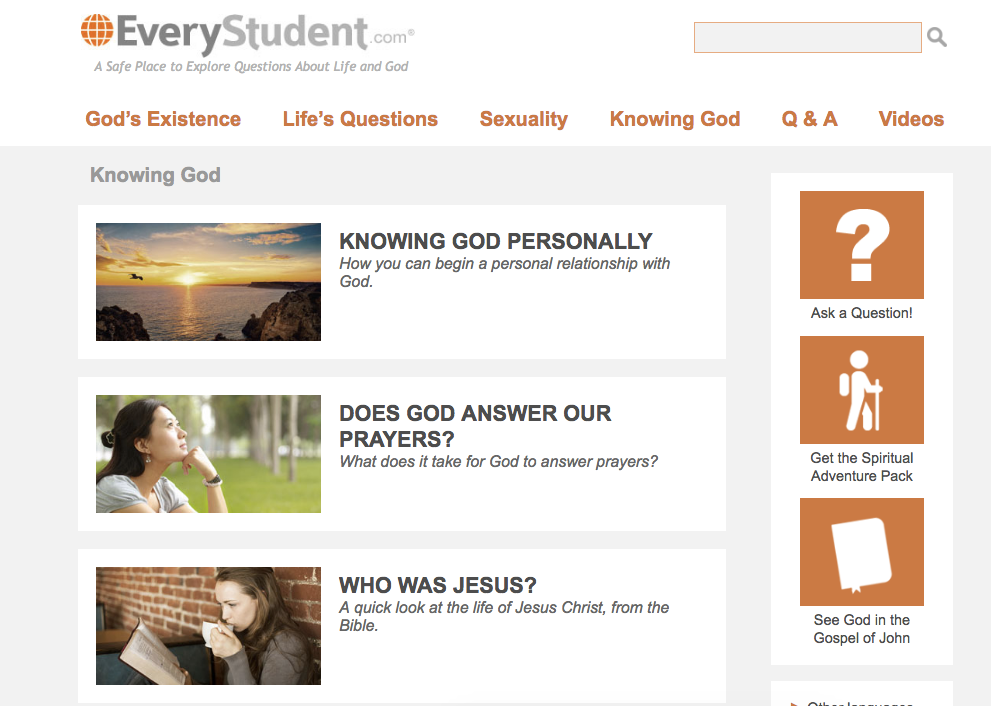 EveryStudent.com®
A Safe Place to Explore Questions About Life and God
God's Existence Life's Questions Sexuality Knowing God Q & A Videos
Knowing God
KNOWING GOD PERSONALLY
How you can begin a personal relationship with
God.
DOES GOD ANSWER OUR
PRAYERS?
What does it take for God to answer prayers?
WHO WAS JESUS?
A quick look at the life of Jesus Christ, from the
Bible.
?
Ask a Question!
Get the Spiritual
Adventure Pack
See God in the
Gospel of John
Other languages